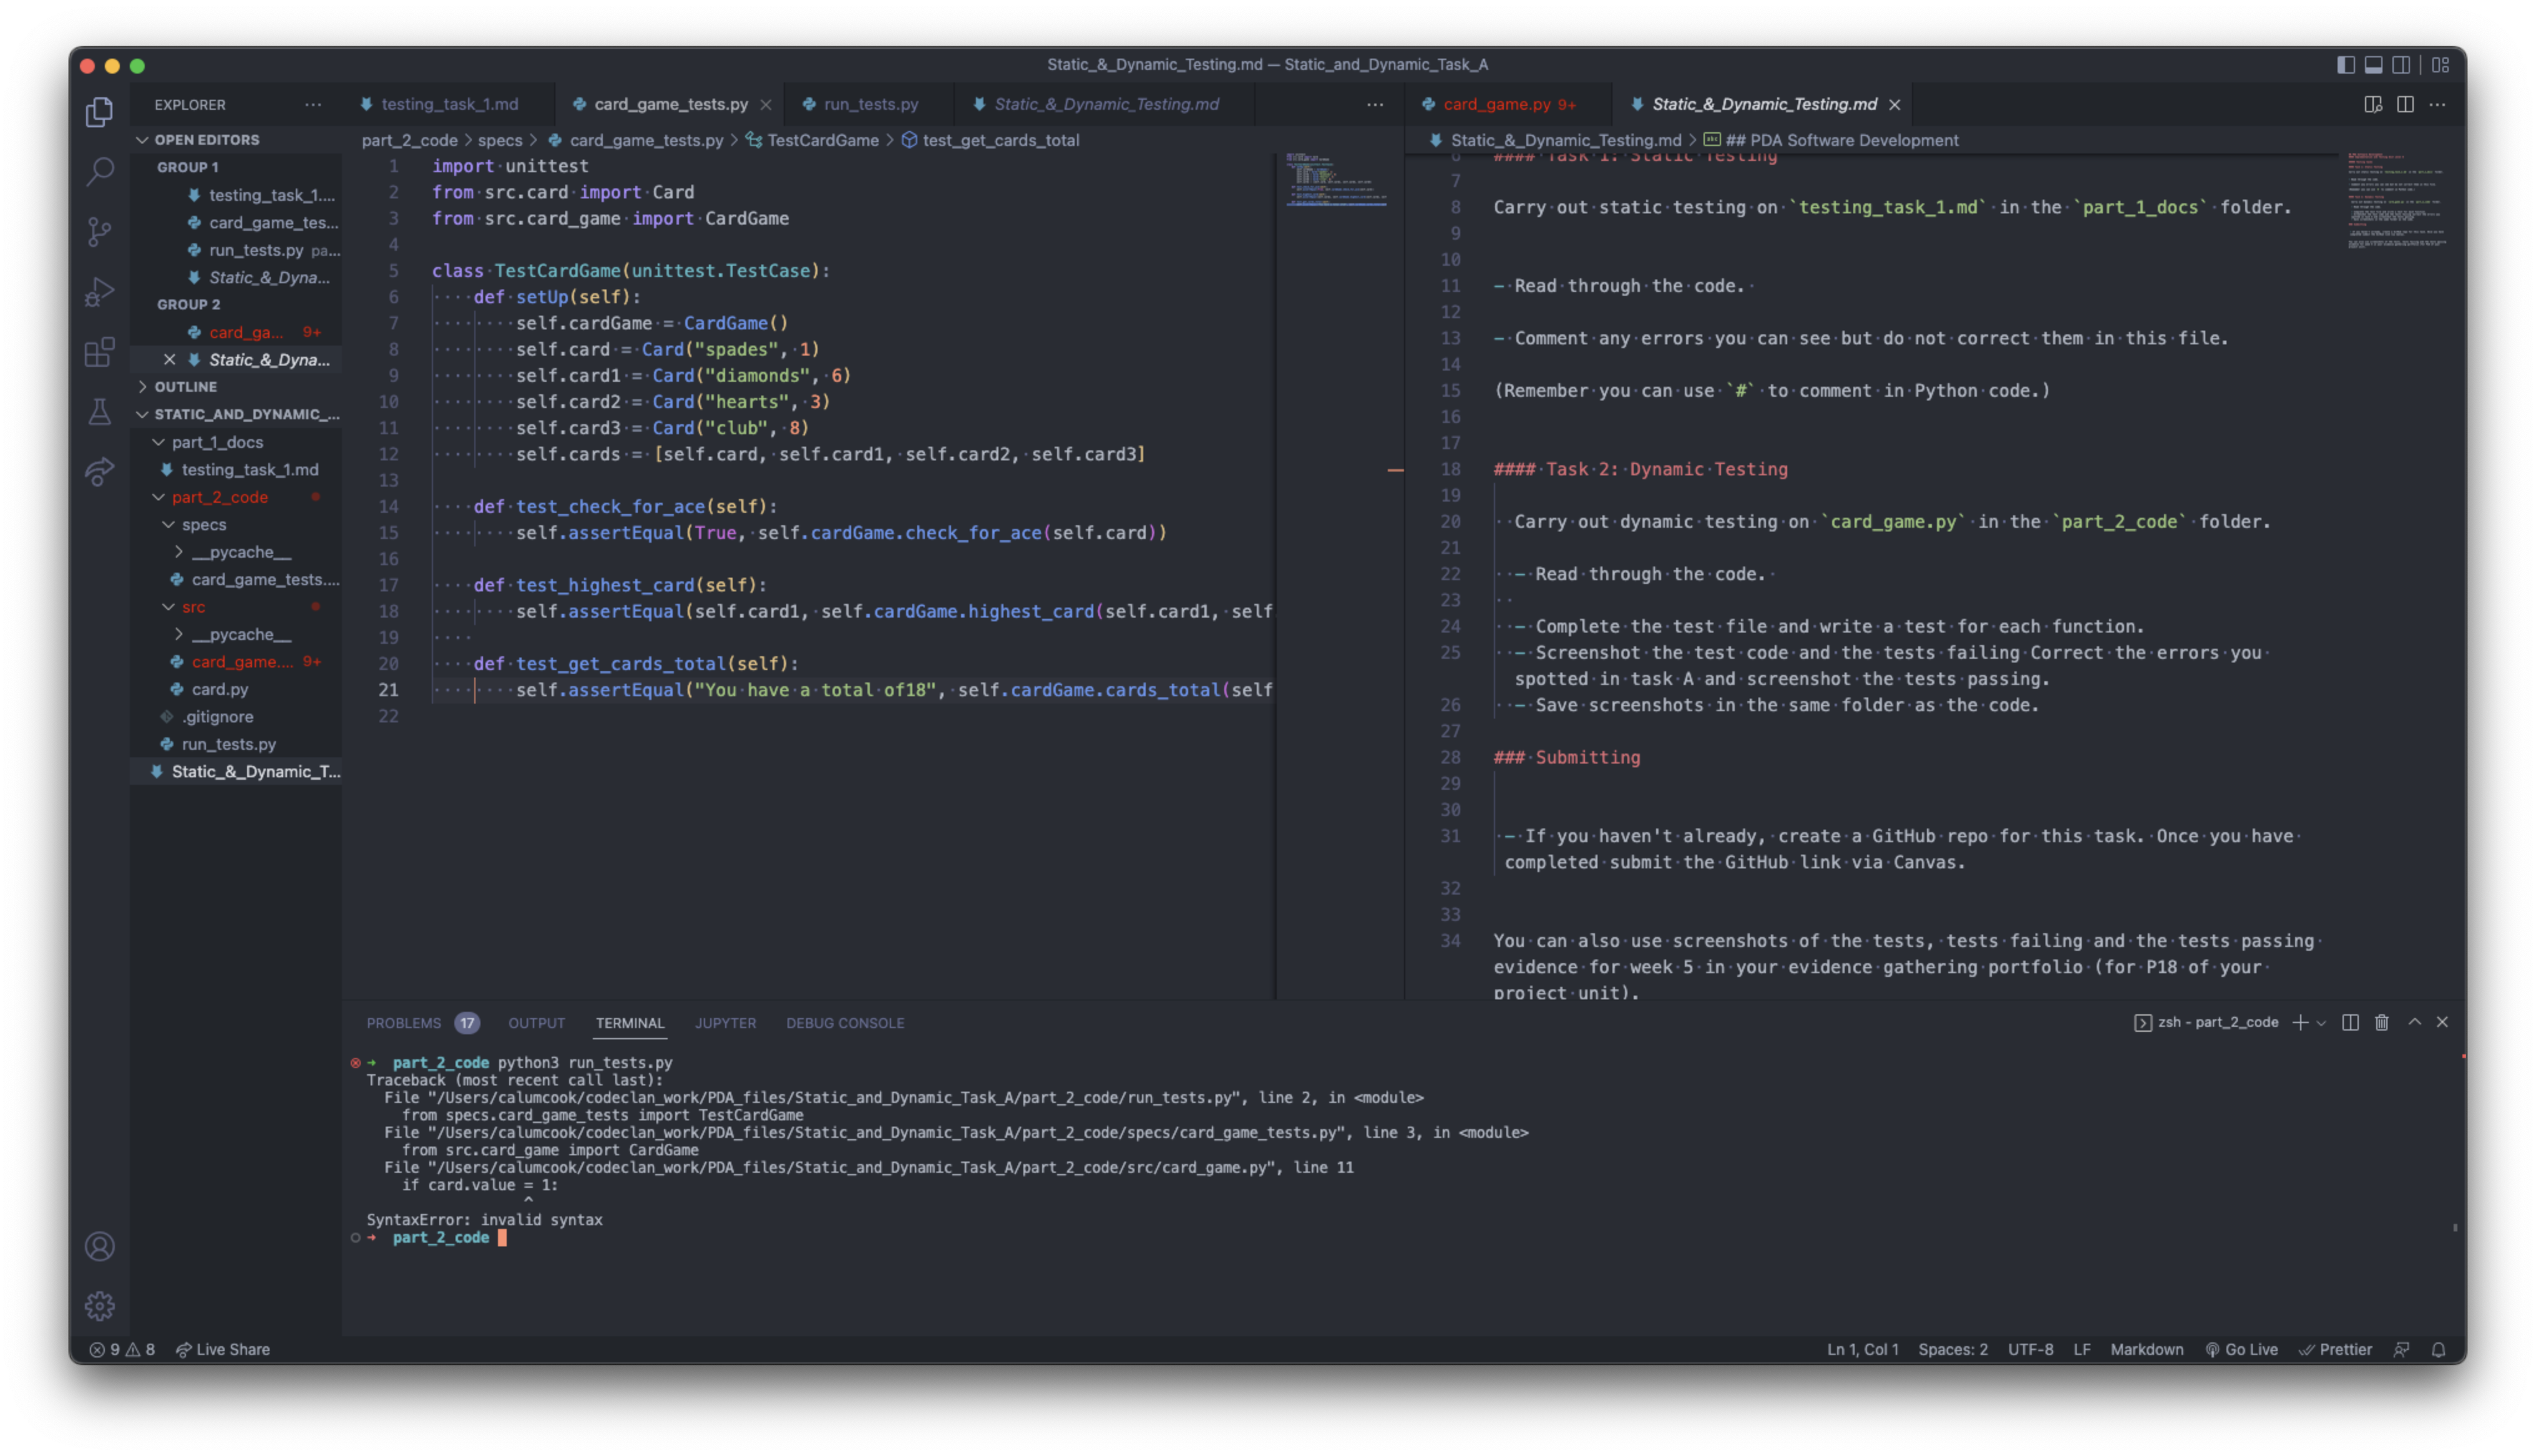 Static_&_Dynamic_Testing.md — Static_and_Dynamic_Task_A
EXPLORER
OPEN EDITORS
GROUP 1
testing_task_1....
card_game_tes...
run_tests.py pa...
Static_&_Dyna...
GROUP 2
card_ga... 9+
Static_&_Dyna...
OUTLINE
STATIC_AND_DYNAMIC_...
part_1_docs
testing_task_1.md
part_2_code
specs
__pycache__
card_game_tests....
src
__pycache__
card_game.... 9+
card.py
.gitignore
run_tests.py
Static_&_Dynamic_T...
testing_task_1.md card_game_tests.py run_tests.py Static_&_Dynamic_Testing.md
part_2_code > specs > card_game_tests.py > TestCardGame > test_get_cards_total
1 import unittest
2 from src.card import Card
3 from src.card_game import CardGame
4
5 class TestCardGame(unittest.TestCase):
6 def setUp(self):
7 self.cardGame = CardGame()
8 self.card = Card("spades", 1)
9 self.card1 = Card("diamonds", 6)
10 self.card2 = Card("hearts", 3)
11 self.card3 = Card("club", 8)
12 self.cards = [self.card, self.card1, self.card2, self.card3]
13
14 def test_check_for_ace(self):
15 self.assertEqual(True, self.cardGame.check_for_ace(self.card))
16
17 def test_highest_card(self):
18 self.assertEqual(self.card1, self.cardGame.highest_card(self.card1, self
19
20 def test_get_cards_total(self):
21 self.assertEqual("You have a total of18", self.cardGame.cards_total(self
22
card_game.py 9+ Static_&_Dynamic_Testing.md
Static_&_Dynamic_Testing.md > ## PDA Software Development
6 #### Task 1: Static Testing
7
8 Carry out static testing on `testing_task_1.md` in the `part_1_docs` folder.
9
10
11 - Read through the code.
12
13 - Comment any errors you can see but do not correct them in this file.
14
15 (Remember you can use `#` to comment in Python code.)
16
17
18 #### Task 2: Dynamic Testing
19
20 Carry out dynamic testing on `card_game.py` in the `part_2_code` folder.
21
22 - Read through the code.
23
24 - Complete the test file and write a test for each function.
25 - Screenshot the test code and the tests failing Correct the errors you
spotted in task A and screenshot the tests passing.
26 - Save screenshots in the same folder as the code.
27
28 ### Submitting
29
30
31 - If you haven't already, create a GitHub repo for this task. Once you have
completed submit the GitHub link via Canvas.
32
33
34 You can also use screenshots of the tests, tests failing and the tests passing
evidence for week 5 in your evidence gathering portfolio (for P18 of your
project unit).
PROBLEMS 17 OUTPUT TERMINAL JUPYTER DEBUG CONSOLE
zsh - part_2_code
part_2_code python3 run_tests.py
Traceback (most recent call last):
File "/Users/calumcook/codeclan_work/PDA_files/Static_and_Dynamic_Task_A/part_2_code/run_tests.py", line 2, in <module>
from specs.card_game_tests import TestCardGame
File "/Users/calumcook/codeclan_work/PDA_files/Static_and_Dynamic_Task_A/part_2_code/specs/card_game_tests.py", line 3, in <module>
from src.card_game import CardGame
File "/Users/calumcook/codeclan_work/PDA_files/Static_and_Dynamic_Task_A/part_2_code/src/card_game.py", line 11
if card.value = 1:
^
SyntaxError: invalid syntax
part_2_code
9 8 Live Share
Ln 1, Col 1 Spaces: 2 UTF-8 LF Markdown Go Live Prettier